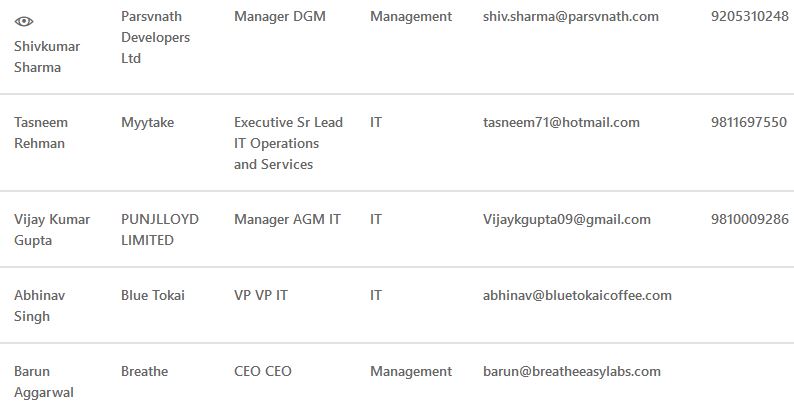 Shivkumar Sharma Parsvnath Developers Ltd Manager DGM Management shiv.sharma@parsvnath.com 9205310248
Tasneem Rehman Myytake Executive Sr Lead IT Operations and Services IT tasneem71@hotmail.com 9811697550
Vijay Kumar Gupta PUNJLLOYD LIMITED Manager AGM IT IT Vijaykgupta09@gmail.com 9810009286
Abhinav Singh Blue Tokai VP VP IT IT abhinav@bluetokaicoffee.com
Barun Aggarwal Breathe CEO CEO Management barun@breatheeasylabs.com